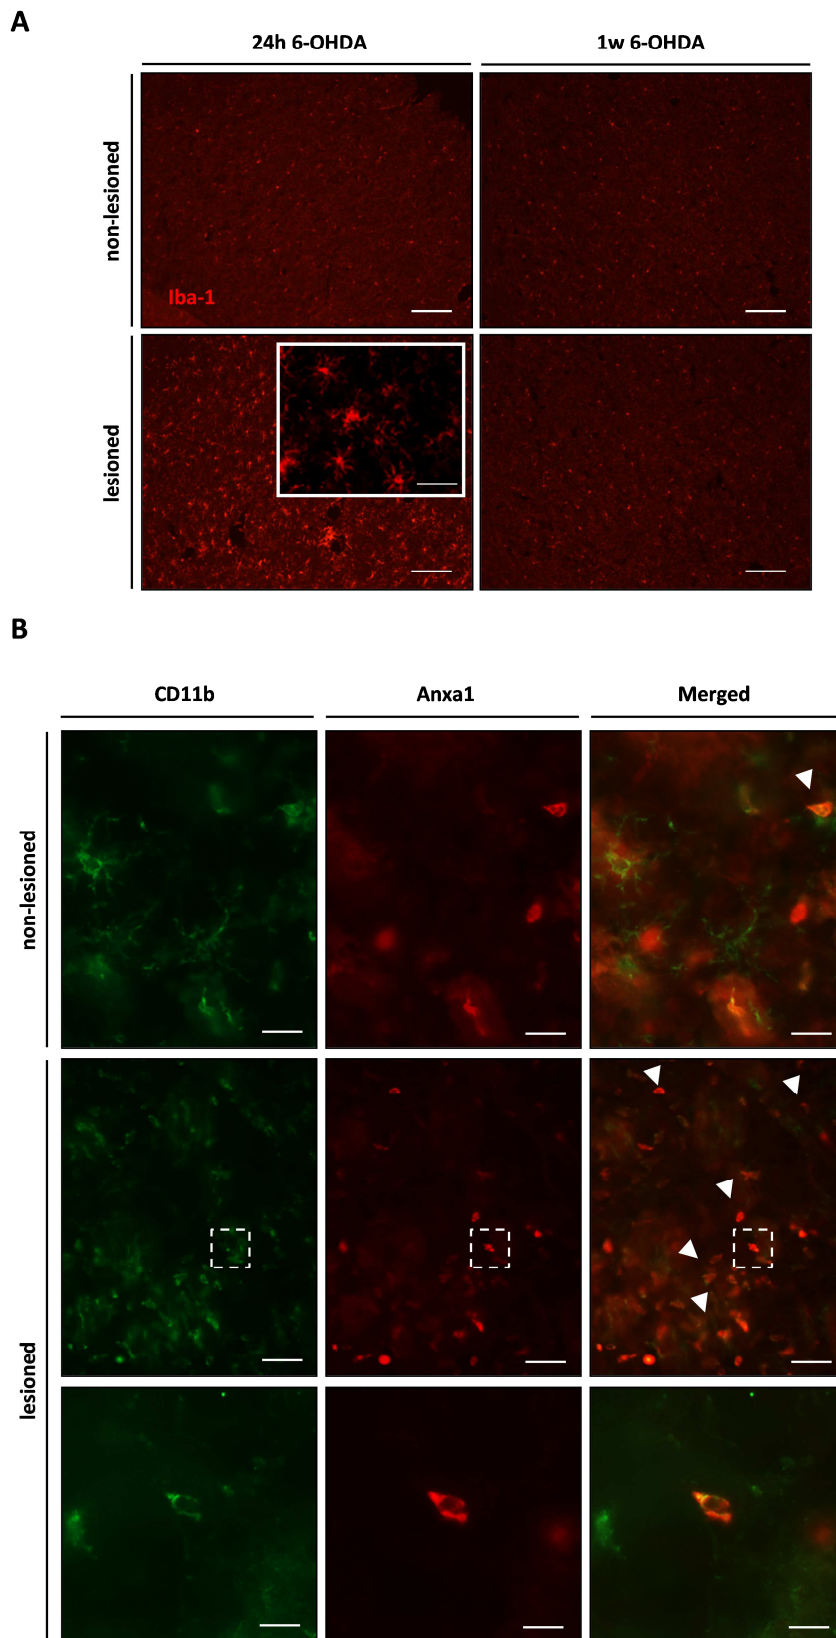 A
24h 6-OHDA
1w 6-OHDA
non-lesioned
Iba-1
lesioned
B
CD11b
Anxa1
Merged
non-lesioned
lesioned